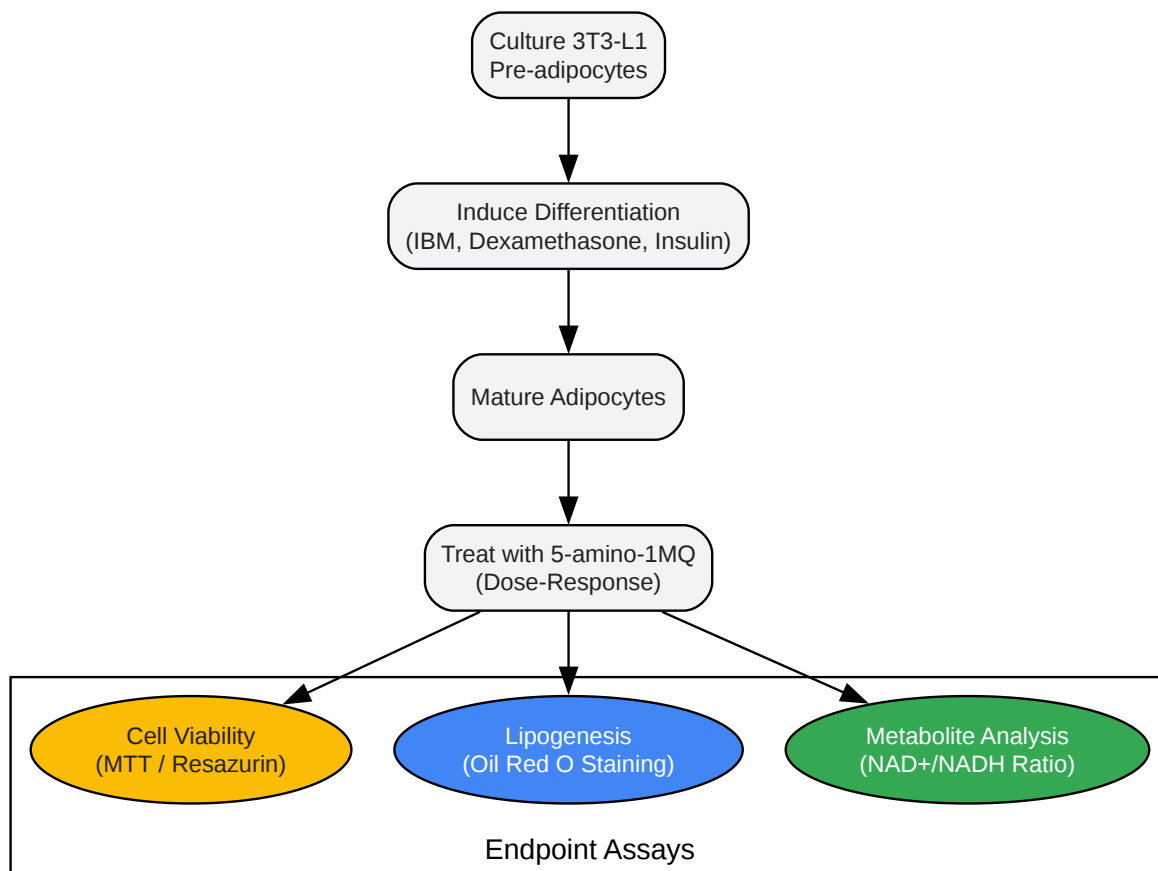 Culture 3T3-L1
Pre-adipocytes
Induce Differentiation
(IBM, Dexamethasone, Insulin)
Mature Adipocytes
Treat with 5-amino-1MQ
(Dose-Response)
Cell Viability
(MTT / Resazurin)
Lipogenesis
(Oil Red O Staining)
Metabolite Analysis
(NAD+/NADH Ratio)
Endpoint Assays